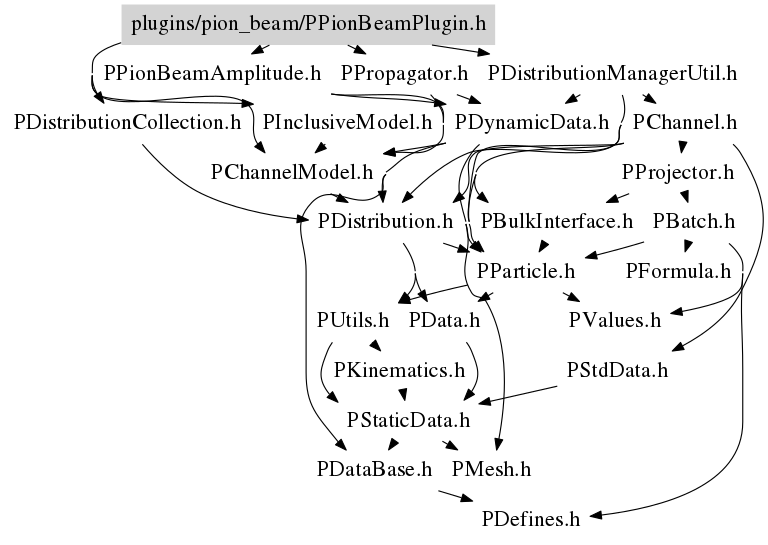 plugins/pion_beam/PPionBeamPlugin.h
PPionBeamAmplitude.h PPropagator.h PDistributionManagerUtil.h
PDistributionCollection.h PInclusiveModel.h PDynamicData.h PChannel.h
PChannelModel.h PProjector.h
PDistribution.h PBulkInterface.h PBatch.h
PParticle.h PFormula.h
PUtils.h PData.h PValues.h
PKinematics.h PStdData.h
PStaticData.h
PDataBase.h PMesh.h
PDefines.h